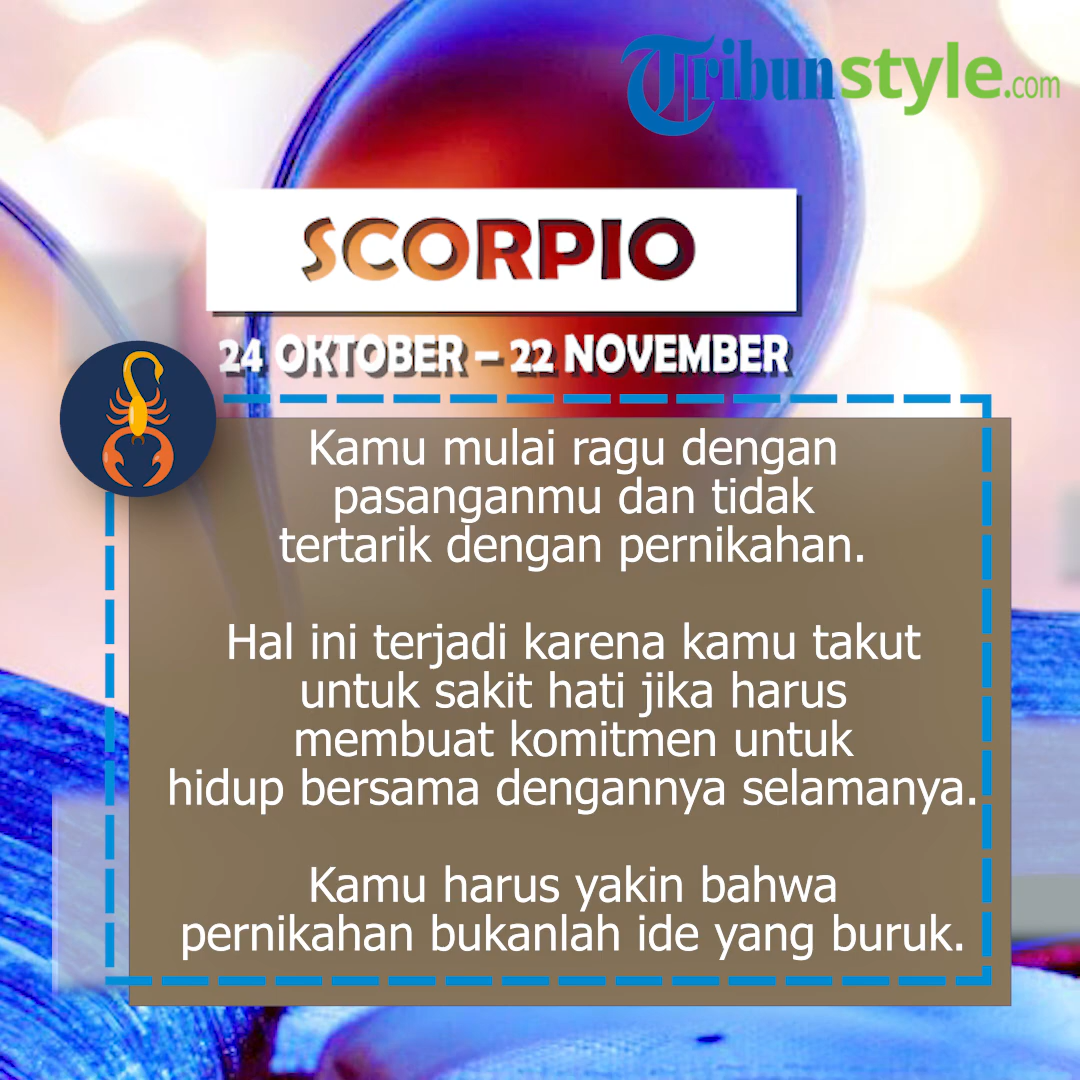 Tribunstyle.com
SCORPIO
24 OKTOBER – 22 NOVEMBER
Kamu mulai ragu dengan
pasanganmu dan tidak
tertarik dengan pernikahan.
Hal ini terjadi karena kamu takut
untuk sakit hati jika harus
membuat komitmen untuk
hidup bersama dengannya selamanya.
Kamu harus yakin bahwa
pernikahan bukanlah ide yang buruk.